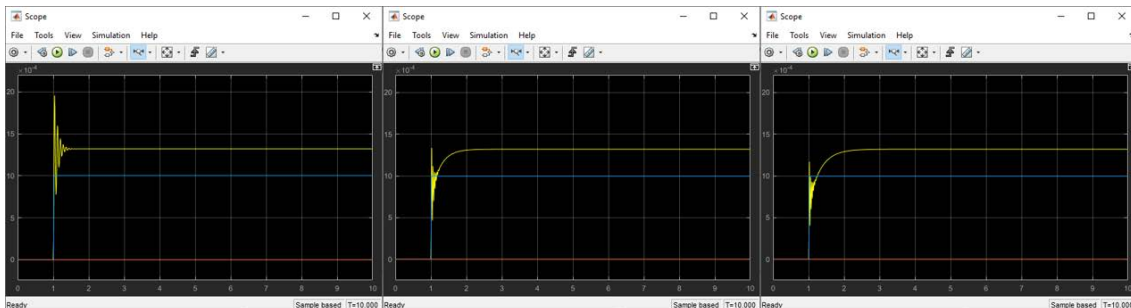 Scope
File Tools View Simulation Help
×10⁻⁴
20
15
10
5
0
0 1 2 3 4 5 6 7 8 9 10
Ready Sample based T=10.000
Scope
File Tools View Simulation Help
×10⁻⁴
20
15
10
5
0
0 1 2 3 4 5 6 7 8 9 10
Ready Sample based T=10.000
Scope
File Tools View Simulation Help
×10⁻⁴
20
15
10
5
0
0 1 2 3 4 5 6 7 8 9 10
Ready Sample based T=10.000